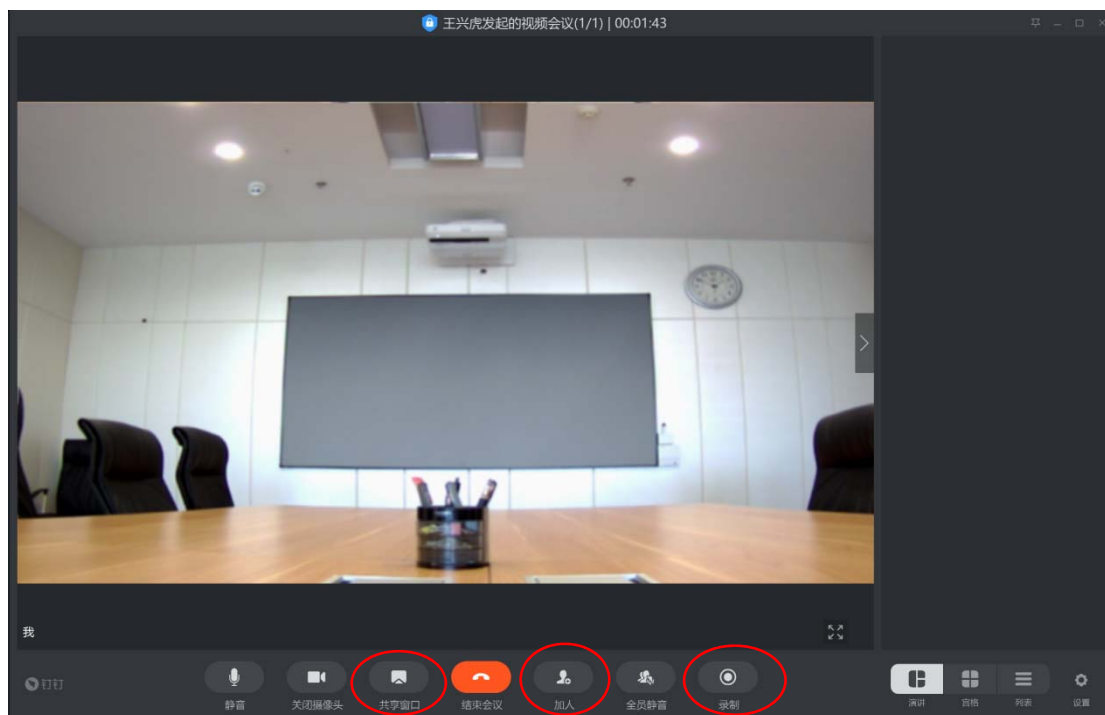 王兴虎发起的视频会议(1/1) | 00:01:43
我
钉钉
静音
关闭摄像头
共享窗口
结束会议
加人
全员静音
录制
演讲
宫格
列表
设置